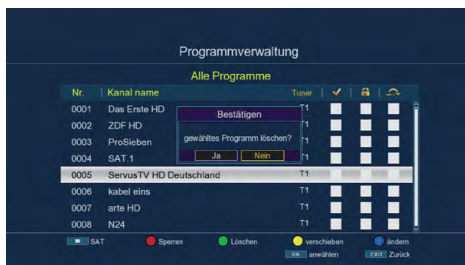 Programmverwaltung
Alle Programme
Nr. Kanal name Tuner
0001 Das Erste HD T1
0002 ZDF HD T1
0003 ProSieben T1
0004 SAT.1 T1
0005 ServusTV HD Deutschland T1
0006 kabel eins T1
0007 arte HD T1
0008 N24 T1
Bestätigen
gewähltes Programm löschen?
Ja Nein
SAT Sperren Löschen verschieben ändern
OK anwählen EXIT Zurück